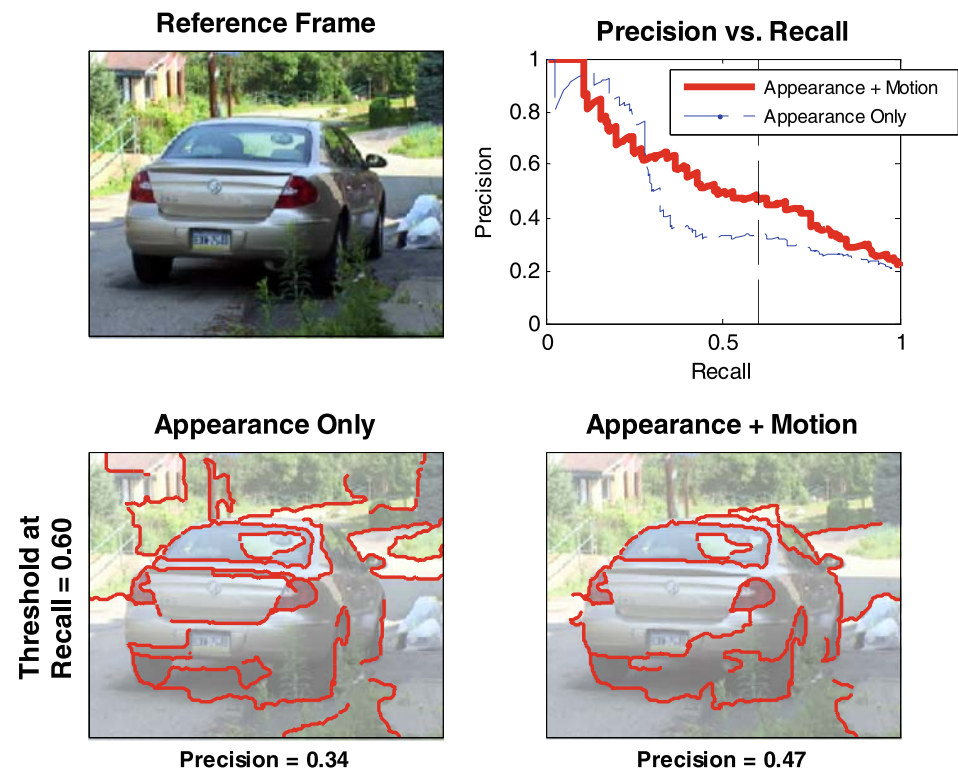 Reference Frame
Precision vs. Recall
Appearance + Motion
Appearance Only
Precision
1
0.8
0.6
0.4
0.2
0
0
0.5
1
Recall
Appearance Only
Appearance + Motion
Threshold at
Recall = 0.60
Precision = 0.34
Precision = 0.47